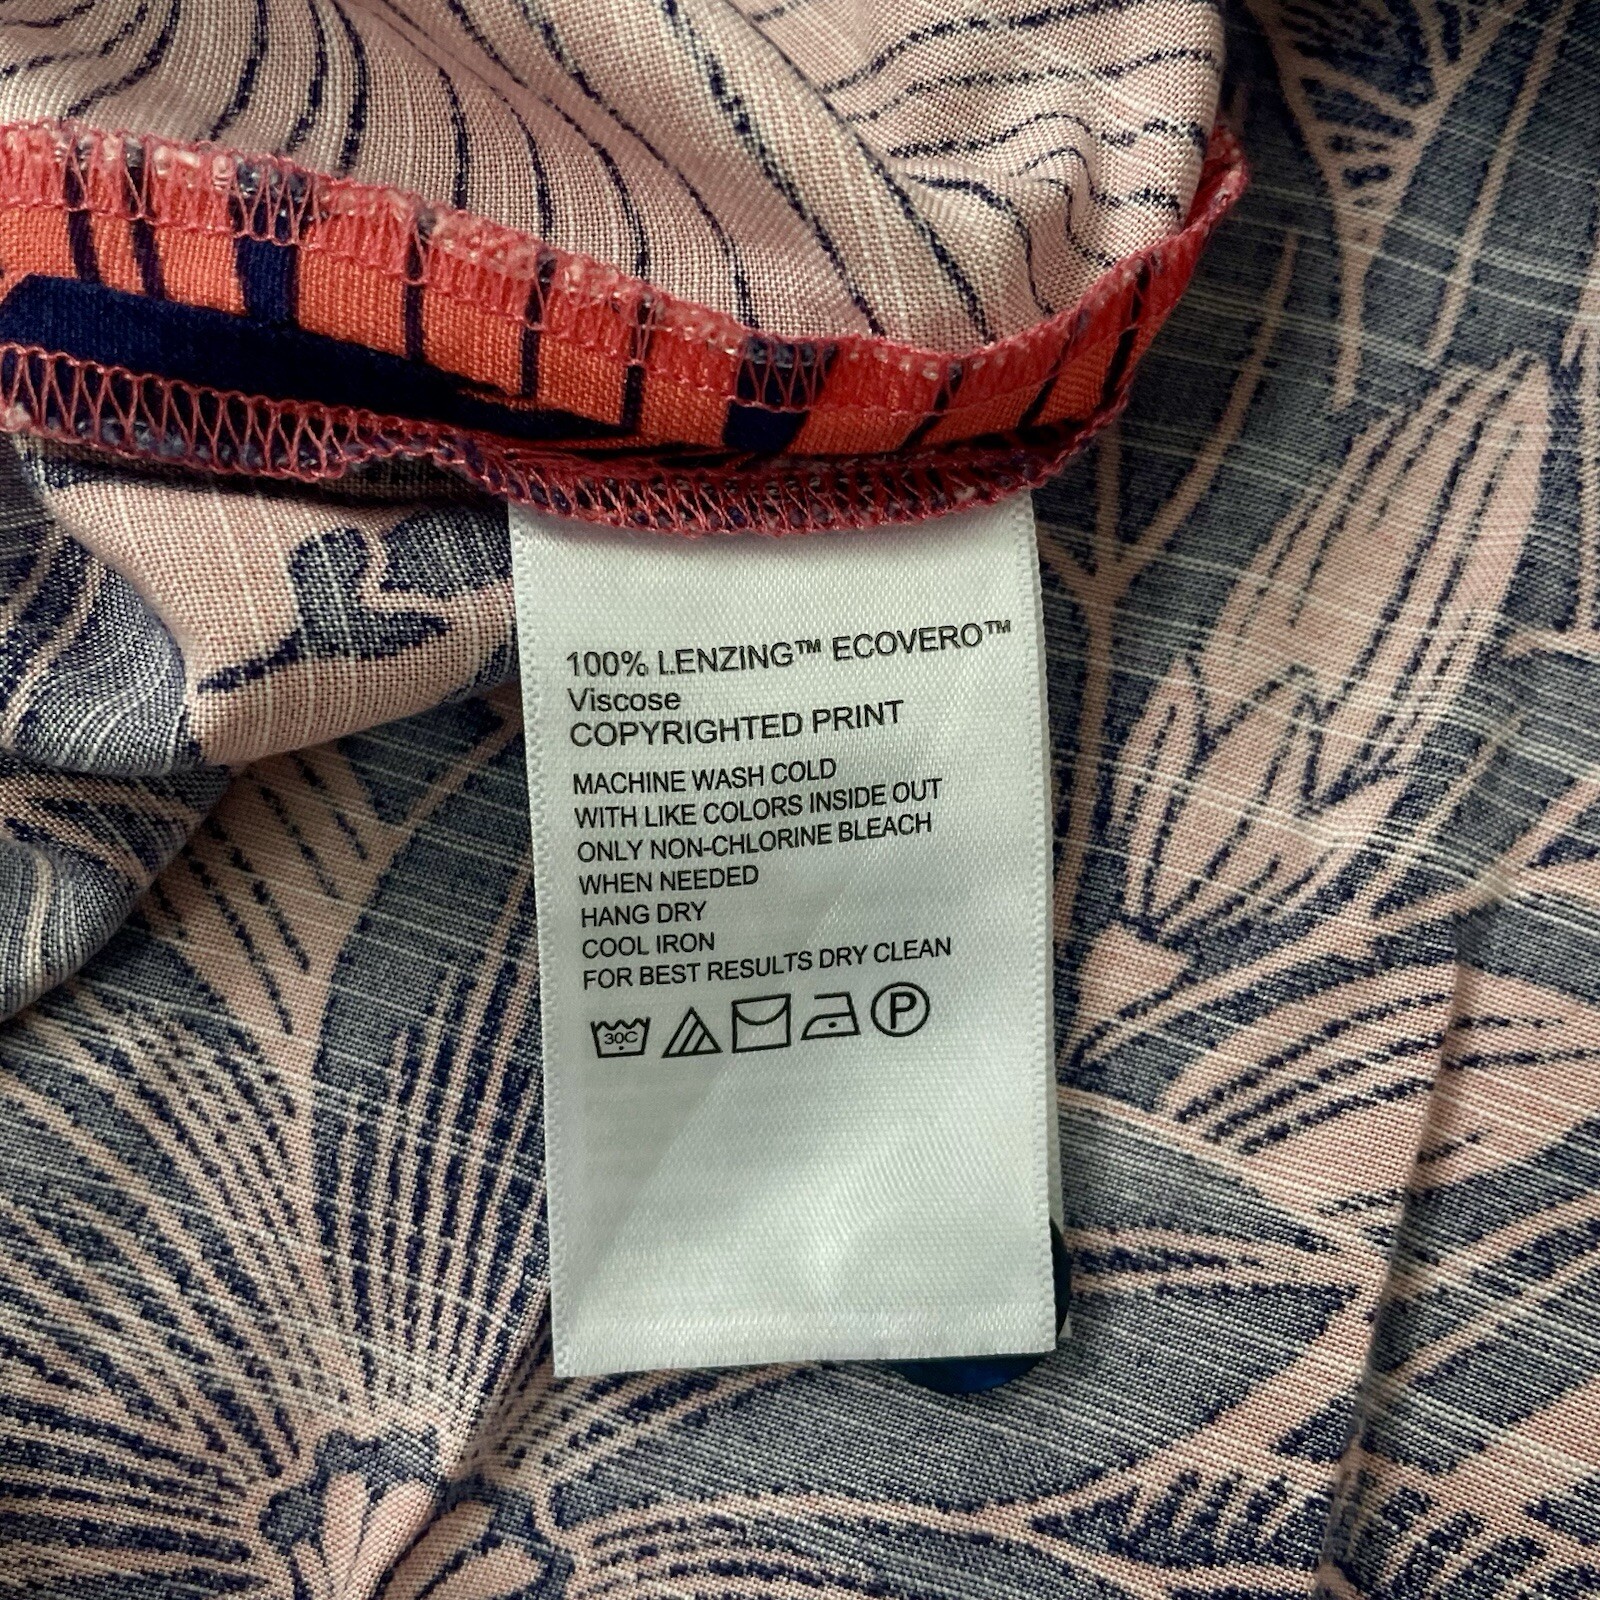 100% LENZING™ ECOVERO™
Viscose
COPYRIGHTED PRINT
MACHINE WASH COLD
WITH LIKE COLORS INSIDE OUT
ONLY NON-CHLORINE BLEACH
WHEN NEEDED
HANG DRY
COOL IRON
FOR BEST RESULTS DRY CLEAN
30C P